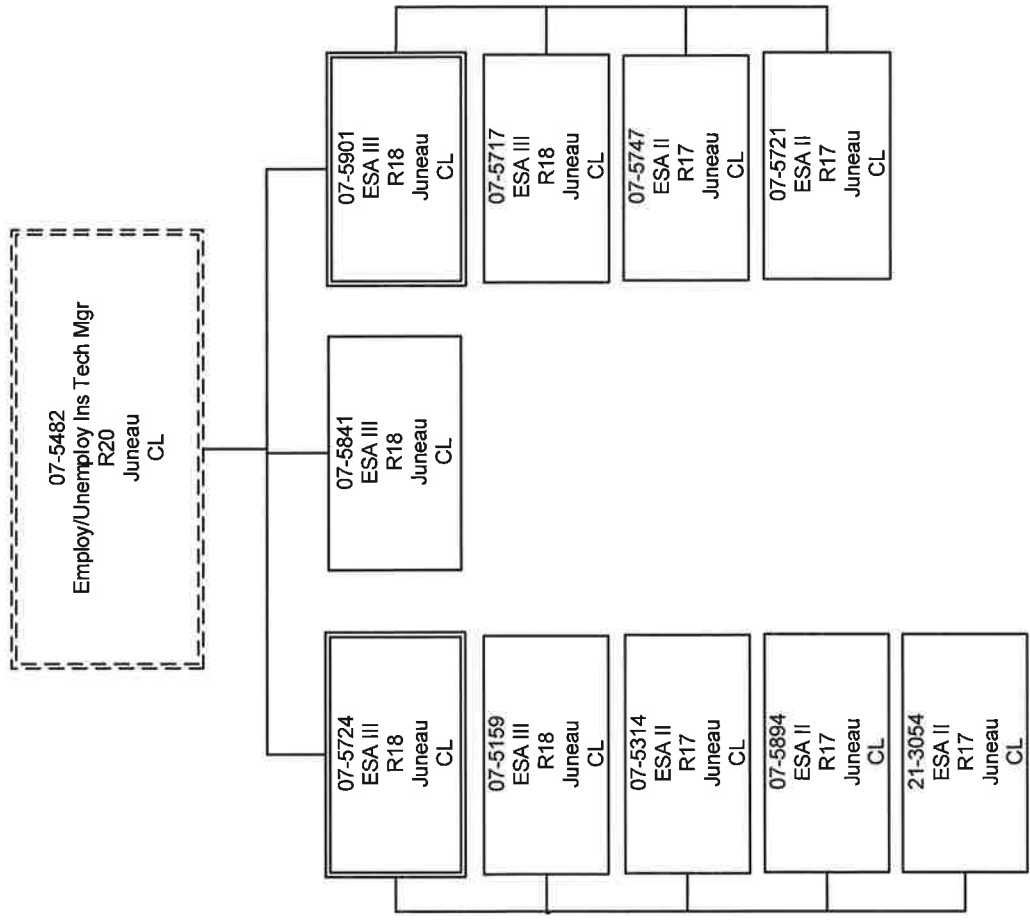 07-5482
Employ/Unemploy Ins Tech Mgr
R20
Juneau
CL
07-5724
ESA III
R18
Juneau
CL
07-5159
ESA III
R18
Juneau
CL
07-5314
ESA II
R17
Juneau
CL
07-5894
ESA II
R17
Juneau
CL
21-3054
ESA II
R17
Juneau
CL
07-5841
ESA III
R18
Juneau
CL
07-5901
ESA III
R18
Juneau
CL
07-5717
ESA III
R18
Juneau
CL
07-5747
ESA II
R17
Juneau
CL
07-5721
ESA II
R17
Juneau
CL